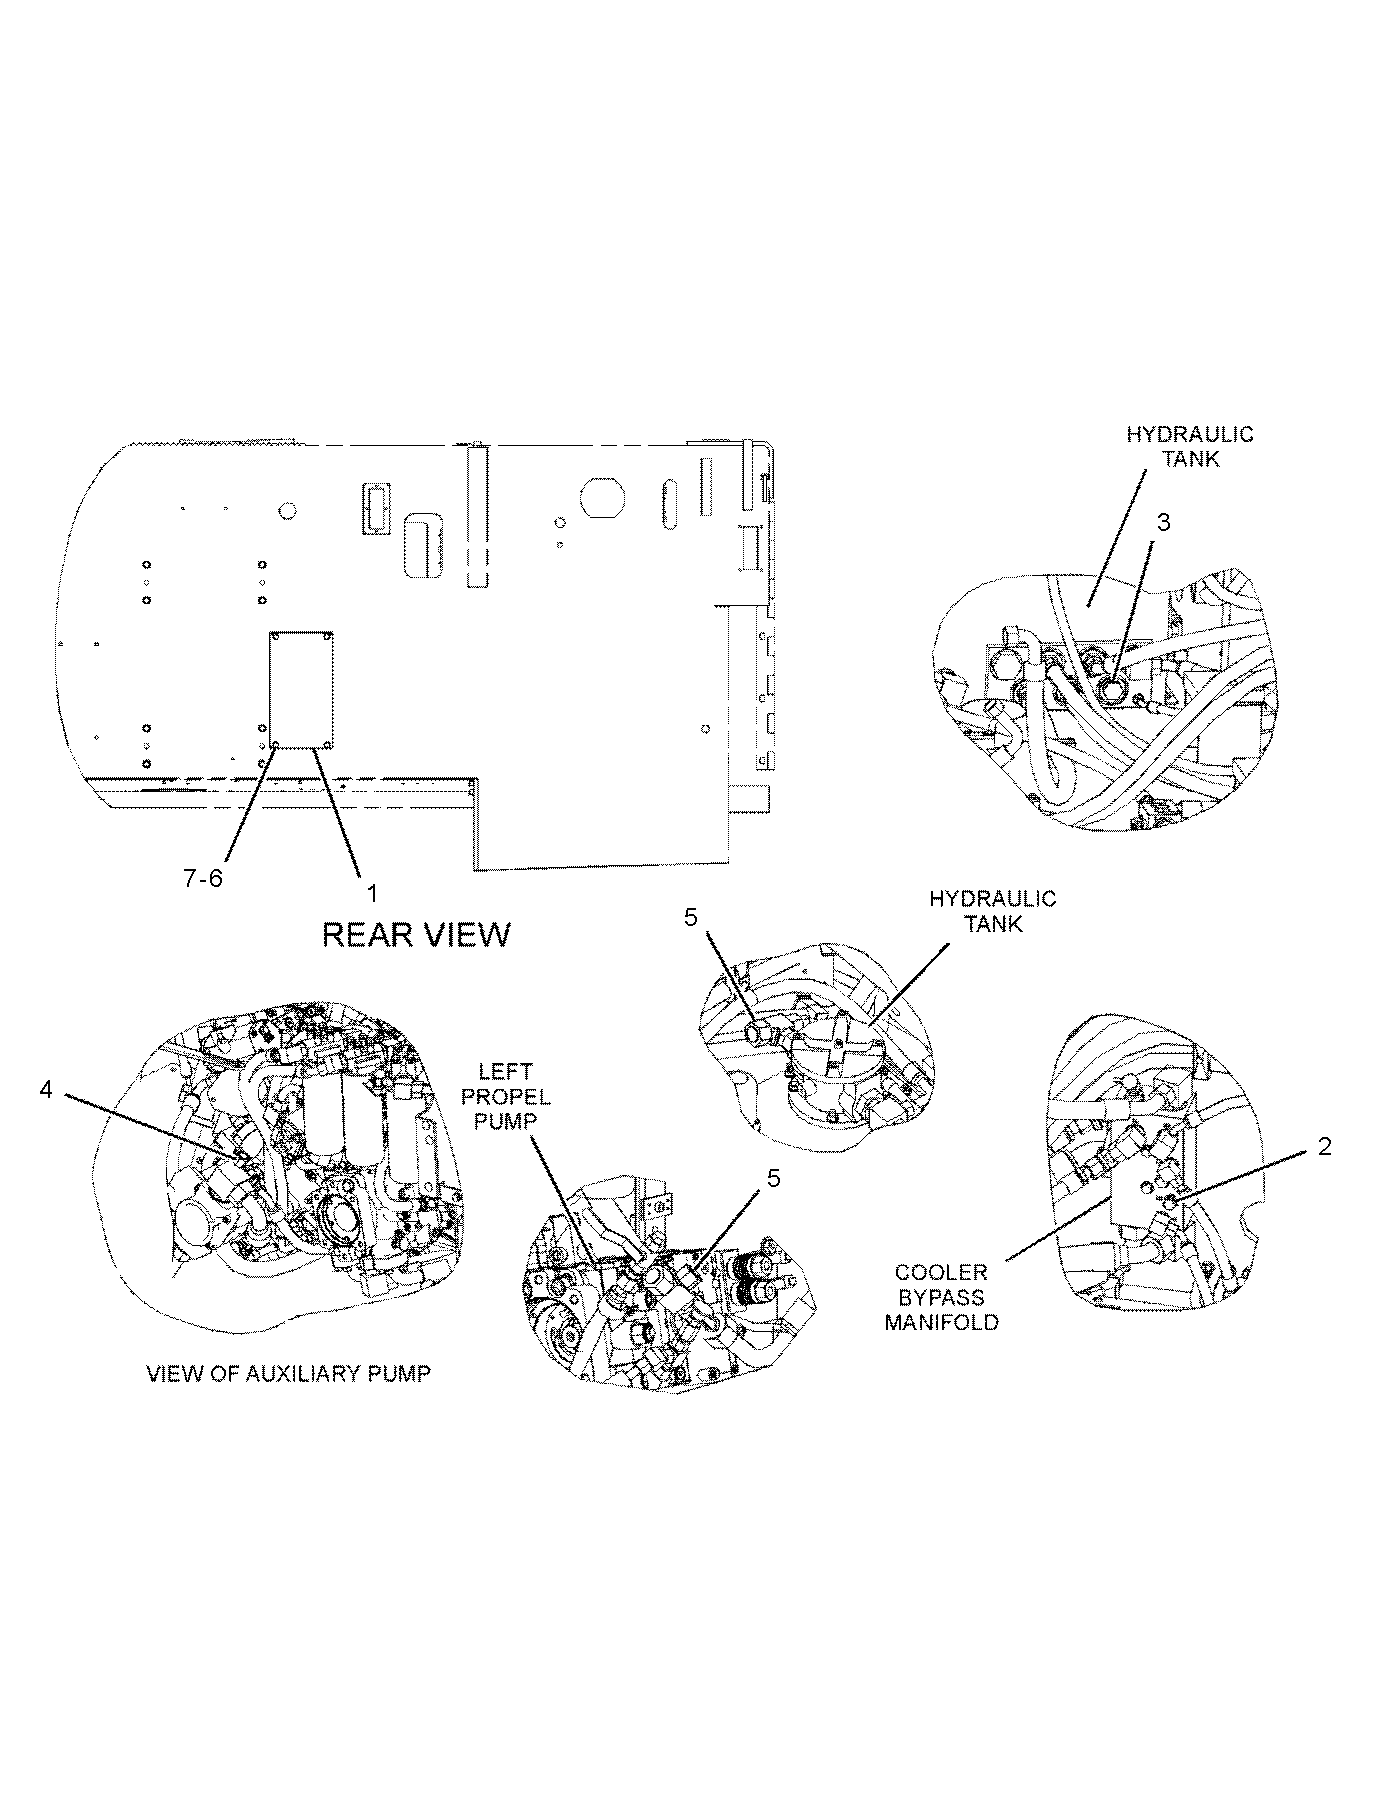 HYDRAULIC
TANK
3
7-6
1
REAR VIEW
5
HYDRAULIC
TANK
4
LEFT
PROPEL
PUMP
5
2
COOLER
BYPASS
MANIFOLD
VIEW OF AUXILIARY PUMP